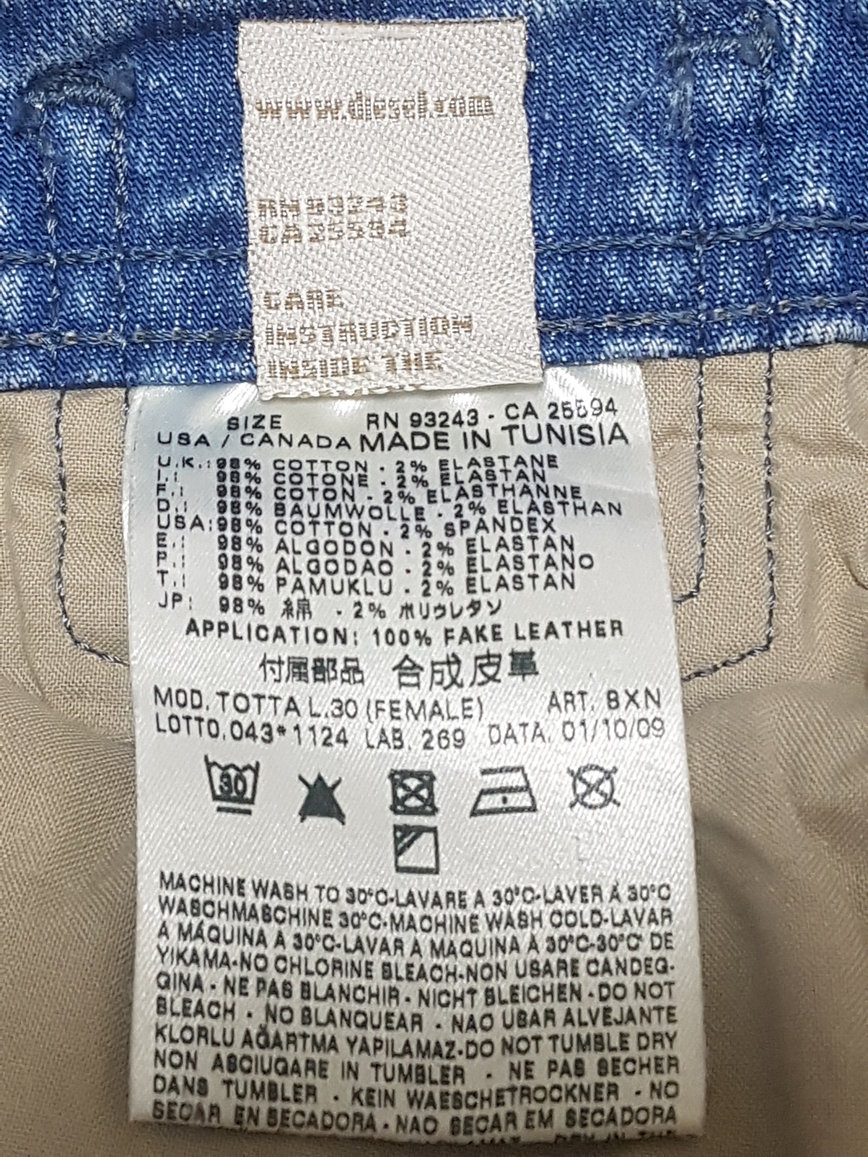 www.diesel.com
RN 93243
CA 25594
CARE
INSTRUCTION
INSIDE THE
SIZE RN 93243 - CA 25594
USA / CANADA MADE IN TUNISIA
U.K.: 98% COTTON - 2% ELASTANE
I.: 98% COTONE - 2% ELASTAN
F.: 98% COTON - 2% ELASTHANNE
D.: 98% BAUMWOLLE - 2% ELASTHAN
USA: 98% COTTON - 2% SPANDEX
E.: 98% ALGODON - 2% ELASTAN
P.: 98% ALGODAO - 2% ELASTANO
T.: 98% PAMUKLU - 2% ELASTAN
JP: 98% 綿 - 2% ポリウレタン
APPLICATION: 100% FAKE LEATHER
付属部品 合成皮革
MOD. TOTTA L.30 (FEMALE) ART. 8XN
LOTTO.043*1124 LAB. 269 DATA. 01/10/09
30
MACHINE WASH TO 30°C-LAVARE A 30°C-LAVER À 30°C
WASCHMASCHINE 30°C-MACHINE WASH COLD-LAVAR
A MÁQUINA À 30°C-LAVAR A MAQUINA À 30°C-30°C' DE
YIKAMA-NO CHLORINE BLEACH-NON USARE CANDEG-
GINA - NE PAS BLANCHIR - NICHT BLEICHEN - DO NOT
BLEACH - NO BLANQUEAR - NAO USAR ALVEJANTE
KLORLU AĞARTMA YAPILAMAZ-DO NOT TUMBLE DRY
NON ASCIUGARE IN TUMBLER - NE PAS SECHER
DANS TUMBLER - KEIN WAESCHETROCKNER - NO
SECAR EN SECADORA - NAO SECAR EM SECADORA